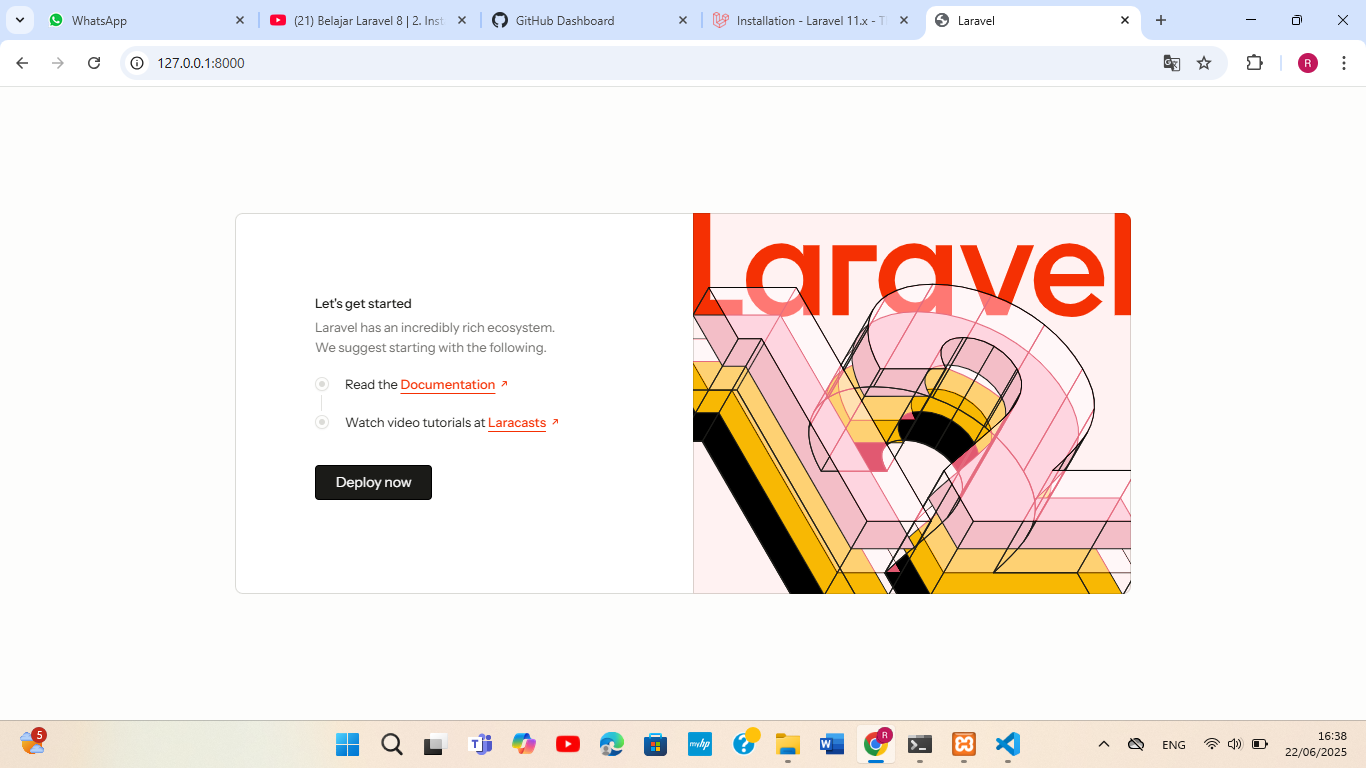 WhatsApp
(21) Belajar Laravel 8 | 2. Inst
GitHub Dashboard
Installation - Laravel 11.x - T
Laravel
127.0.0.1:8000
R
Laravel
Let's get started
Laravel has an incredibly rich ecosystem.
We suggest starting with the following.
Read the Documentation
Watch video tutorials at Laracasts
Deploy now
5
myhp
R
ENG
16:38
22/06/2025